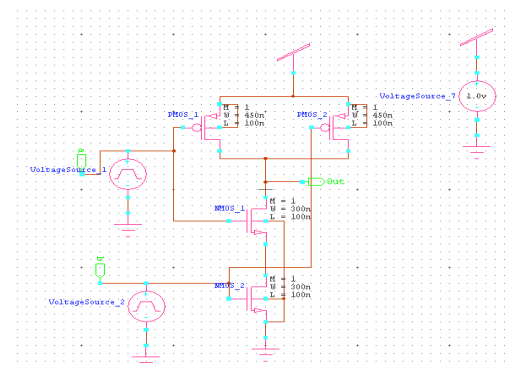 VoltageSource_7
1.0v
PMOS_1
M = 1
W = 450n
L = 100n
PMOS_2
M = 1
W = 450n
L = 100n
a
VoltageSource_1
Out
NMOS_1
M = 1
W = 300n
L = 100n
b
NMOS_2
M = 1
W = 300n
L = 100n
VoltageSource_2